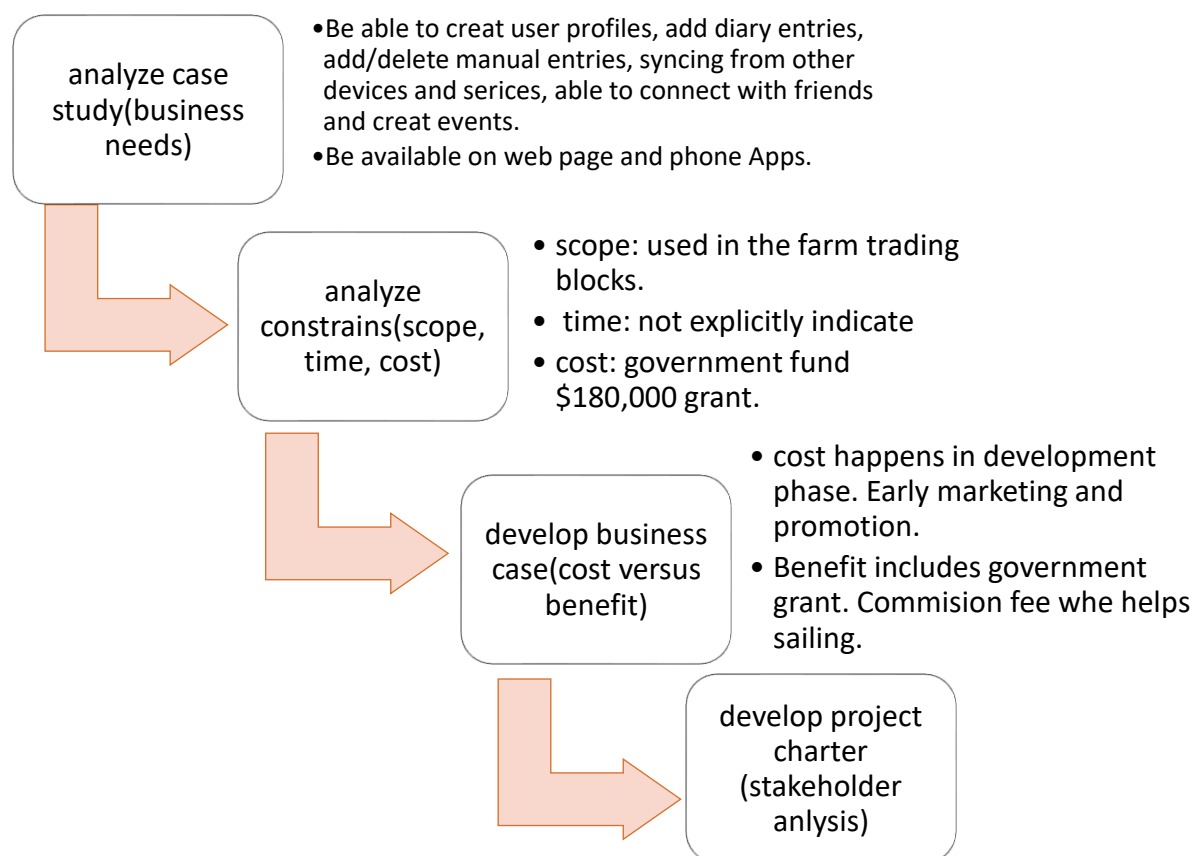 analyze case
study(business
needs)
•Be able to creat user profiles, add diary entries,
add/delete manual entries, syncing from other
devices and serices, able to connect with friends
and creat events.
•Be available on web page and phone Apps.
analyze
constrains(scope,
time, cost)
• scope: used in the farm trading
blocks.
• time: not explicitly indicate
• cost: government fund
$180,000 grant.
develop business
case(cost versus
benefit)
• cost happens in development
phase. Early marketing and
promotion.
• Benefit includes government
grant. Commision fee whe helps
sailing.
develop project
charter
(stakeholder
anlysis)